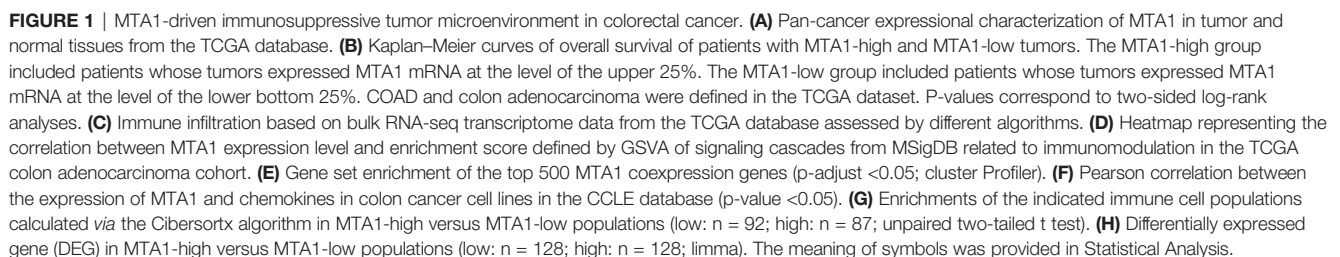 FIGURE 1 | MTA1-driven immunosuppressive tumor microenvironment in colorectal cancer. (A) Pan-cancer expressional characterization of MTA1 in tumor and
normal tissues from the TCGA database. (B) Kaplan–Meier curves of overall survival of patients with MTA1-high and MTA1-low tumors. The MTA1-high group
included patients whose tumors expressed MTA1 mRNA at the level of the upper 25%. The MTA1-low group included patients whose tumors expressed MTA1
mRNA at the level of the lower bottom 25%. COAD and colon adenocarcinoma were defined in the TCGA dataset. P-values correspond to two-sided log-rank
analyses. (C) Immune infiltration based on bulk RNA-seq transcriptome data from the TCGA database assessed by different algorithms. (D) Heatmap representing the
correlation between MTA1 expression level and enrichment score defined by GSVA of signaling cascades from MSigDB related to immunomodulation in the TCGA
colon adenocarcinoma cohort. (E) Gene set enrichment of the top 500 MTA1 coexpression genes (p-adjust <0.05; cluster Profiler). (F) Pearson correlation between
the expression of MTA1 and chemokines in colon cancer cell lines in the CCLE database (p-value <0.05). (G) Enrichments of the indicated immune cell populations
calculated via the Cibersortx algorithm in MTA1-high versus MTA1-low populations (low: n = 92; high: n = 87; unpaired two-tailed t test). (H) Differentially expressed
gene (DEG) in MTA1-high versus MTA1-low populations (low: n = 128; high: n = 128; limma). The meaning of symbols was provided in Statistical Analysis.